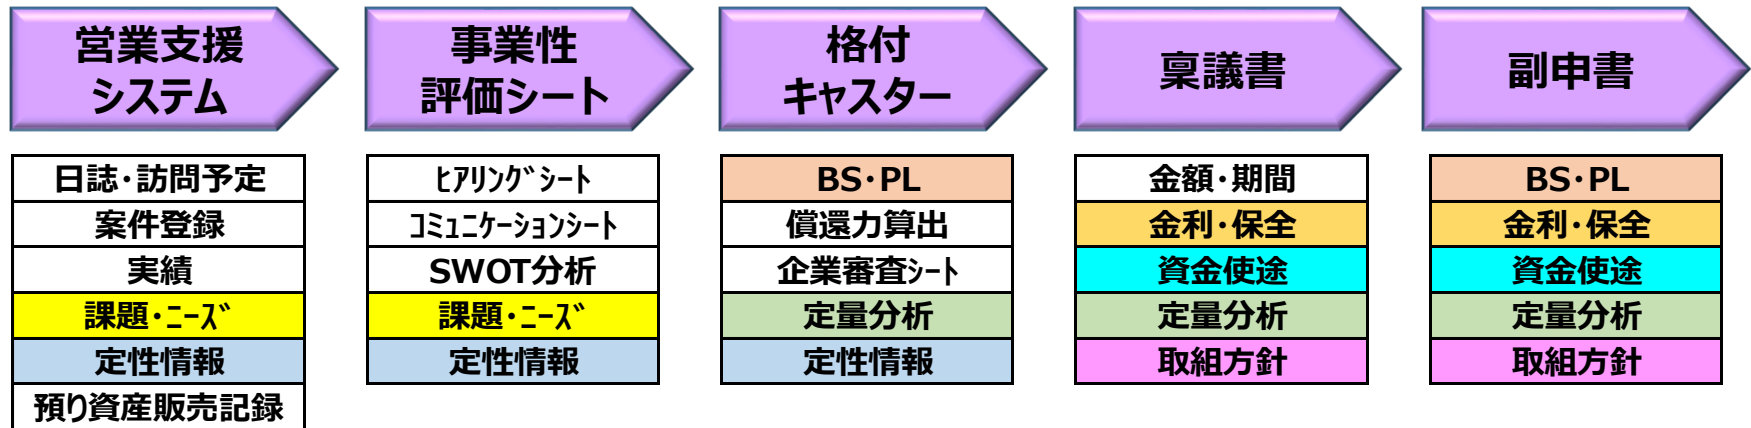 営業支援
システム
事業性
評価シート
格付
キャスター
稟議書
副申書
日誌・訪問予定
案件登録
実績
課題・ﾆｰｽﾞ
定性情報
預り資産販売記録
ﾋｱﾘﾝｸﾞｼｰﾄ
ｺﾐｭﾆｹｰｼｮﾝｼｰﾄ
SWOT分析
課題・ﾆｰｽﾞ
定性情報
BS・PL
償還力算出
企業審査ｼｰﾄ
定量分析
定性情報
金額・期間
金利・保全
資金使途
定量分析
取組方針
BS・PL
金利・保全
資金使途
定量分析
取組方針